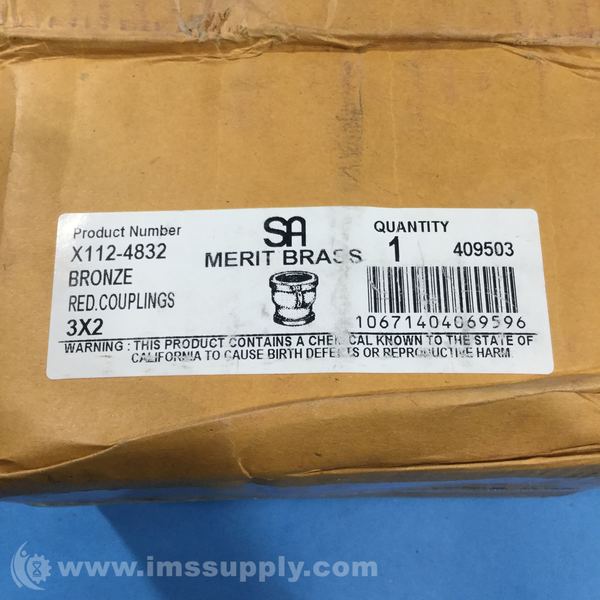 Product Number
X112-4832
BRONZE
RED.COUPLINGS
3X2
SA
MERIT BRASS
QUANTITY
1 409503
10671404069596
WARNING : THIS PRODUCT CONTAINS A CHEMICAL KNOWN TO THE STATE OF
CALIFORNIA TO CAUSE BIRTH DEFECTS OR REPRODUCTIVE HARM
www.imssupply.com